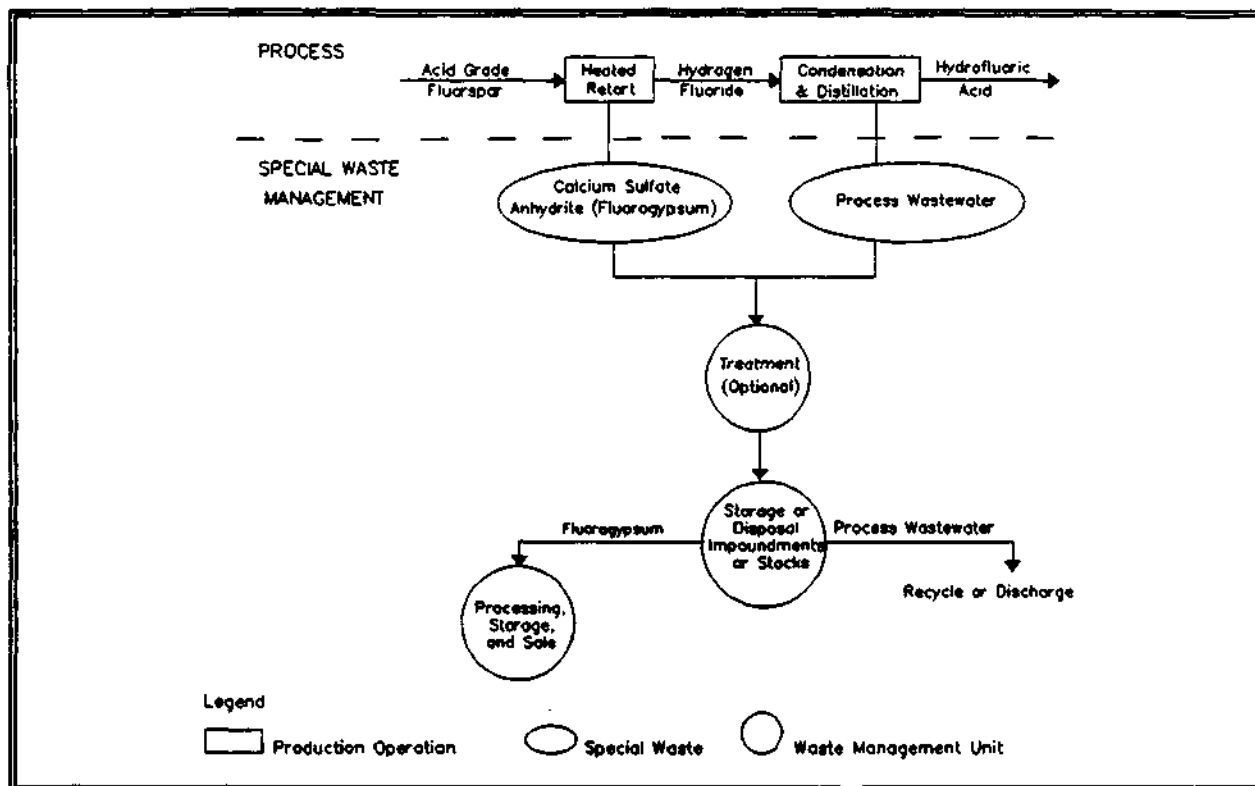 PROCESS
Acid Grade
Fluorspar
Heated
Retort
Hydrogen
Fluoride
Condensation
& Distillation
Hydrofluoric
Acid
SPECIAL WASTE
MANAGEMENT
Calcium Sulfate
Anhydrite (Fluorogypsum)
Process Wastewater
Treatment
(Optional)
Storage or
Disposal
Impoundments
or Stacks
Fluorogypsum
Process Wastewater
Recycle or Discharge
Processing,
Storage,
and Sale
Legend
Production Operation
Special Waste
Waste Management Unit